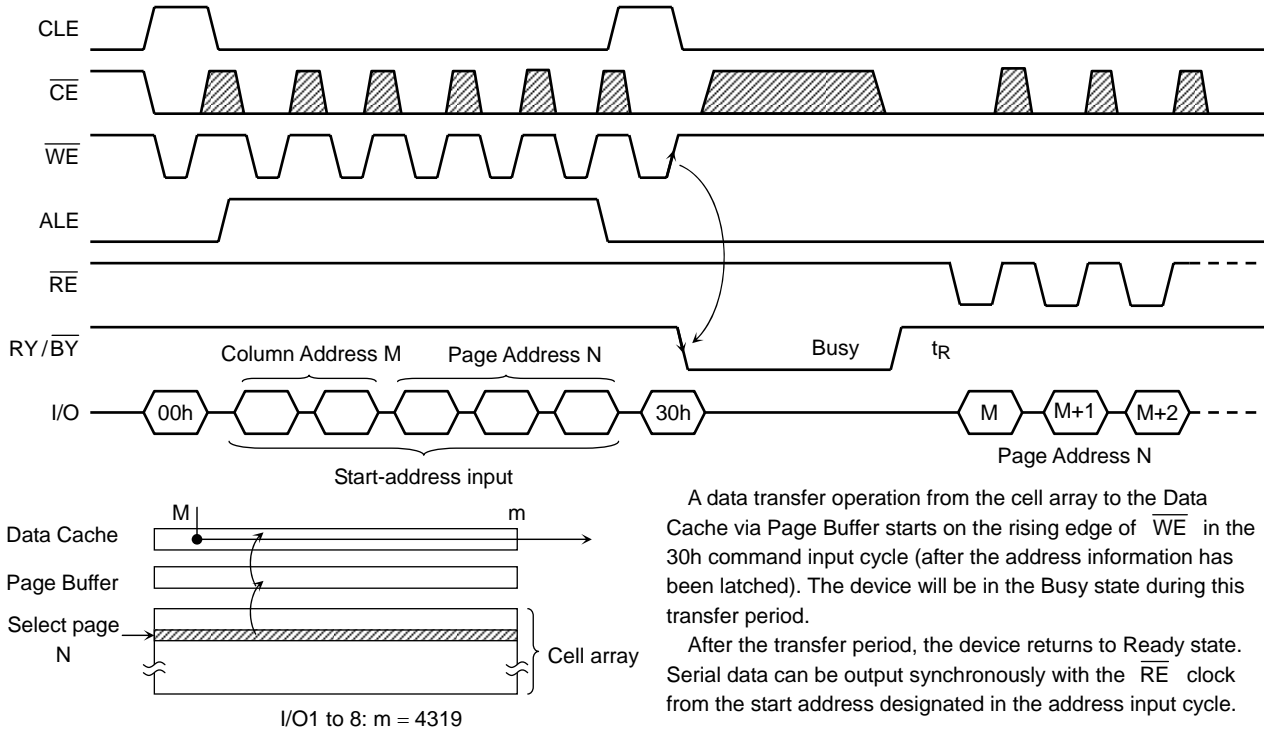 CLE
CE
WE
ALE
RE
RY/BY
Busy
tR
Column Address M
Page Address N
I/O
00h
30h
M
M+1
M+2
Start-address input
Page Address N
M
m
Data Cache
Page Buffer
Select page
N
Cell array
I/O1 to 8: m = 4319
A data transfer operation from the cell array to the Data
Cache via Page Buffer starts on the rising edge of WE in the
30h command input cycle (after the address information has
been latched). The device will be in the Busy state during this
transfer period.
After the transfer period, the device returns to Ready state.
Serial data can be output synchronously with the RE clock
from the start address designated in the address input cycle.